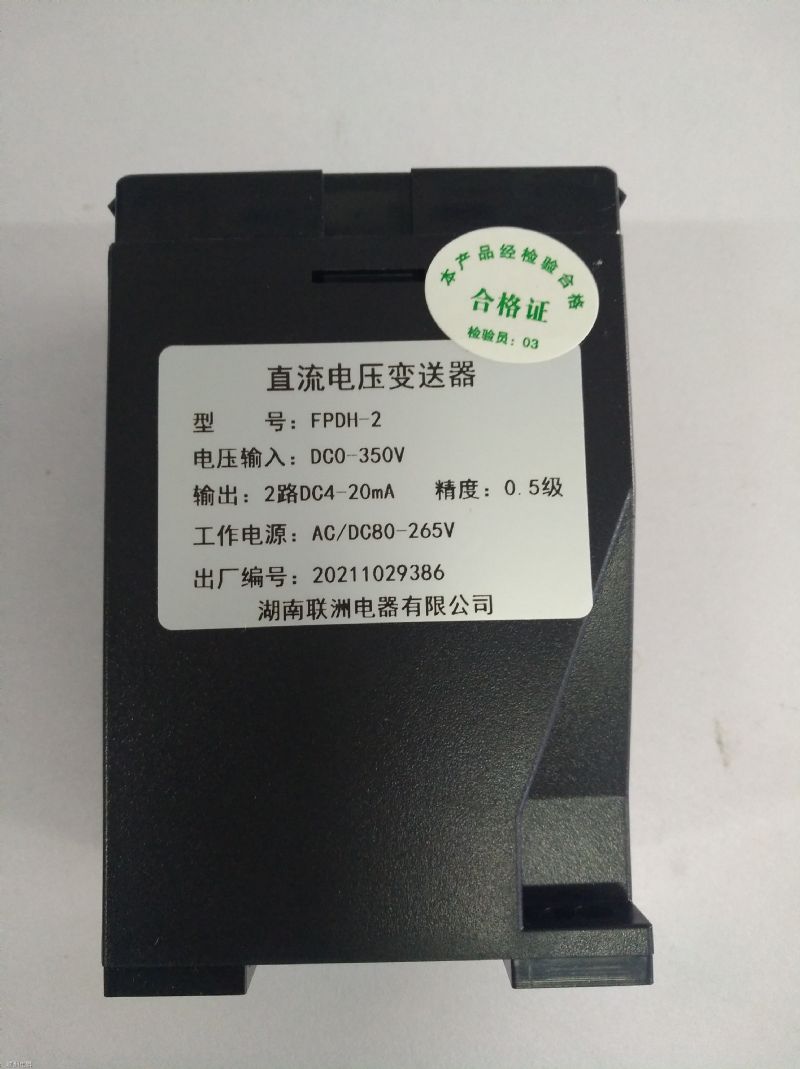 本产品经检验合格
合格证
检验员：03
直流电压变送器
型　　号：FPDH-2
电压输入：DC0-350V
输出：2路DC4-20mA　精度：0.5级
工作电源：AC/DC80-265V
出厂编号：20211029386
湖南联洲电器有限公司